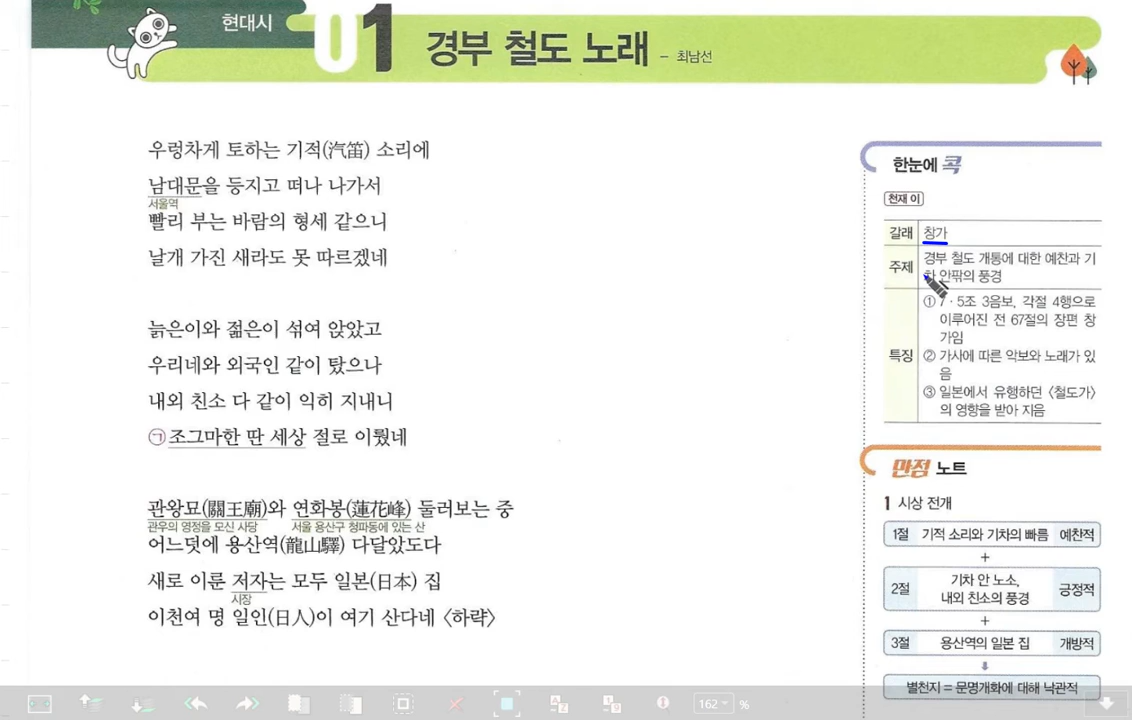 현대시
01 경부 철도 노래 - 최남선
우렁차게 토하는 기적(汽笛) 소리에
남대문을 등지고 떠나 나가서
서울역
빨리 부는 바람의 형세 같으니
날개 가진 새라도 못 따르겠네
늙은이와 젊은이 섞여 앉았고
우리네와 외국인 같이 탔으나
내외 친소 다 같이 익히 지내니
㉠ 조그마한 딴 세상 절로 이뤘네
관왕묘(關王廟)와 연화봉(蓮花峰) 둘러보는 중
관우의 영정을 모신 사당 서울 용산구 청파동에 있는 산
어느덧에 용산역(龍山驛) 다달았도다
새로 이룬 저자는 모두 일본(日本) 집
시장
이천여 명 일인(日人)이 여기 산다네 〈하략〉
한눈에 콕
천재 이
갈래 창가
주제 경부 철도 개통에 대한 예찬과 기
차 안팎의 풍경
특징 ① 7·5조 3음보, 각절 4행으로
이루어진 전 67절의 장편 창
가임
② 가사에 따른 악보와 노래가 있
음
③ 일본에서 유행하던 〈철도가〉
의 영향을 받아 지음
만점 노트
1 시상 전개
1절 기적 소리와 기차의 빠름 예찬적
+
2절 기차 안 노소, 내외 친소의 풍경 긍정적
+
3절 용산역의 일본 집 개방적
별천지 = 문명개화에 대해 낙관적
162 %